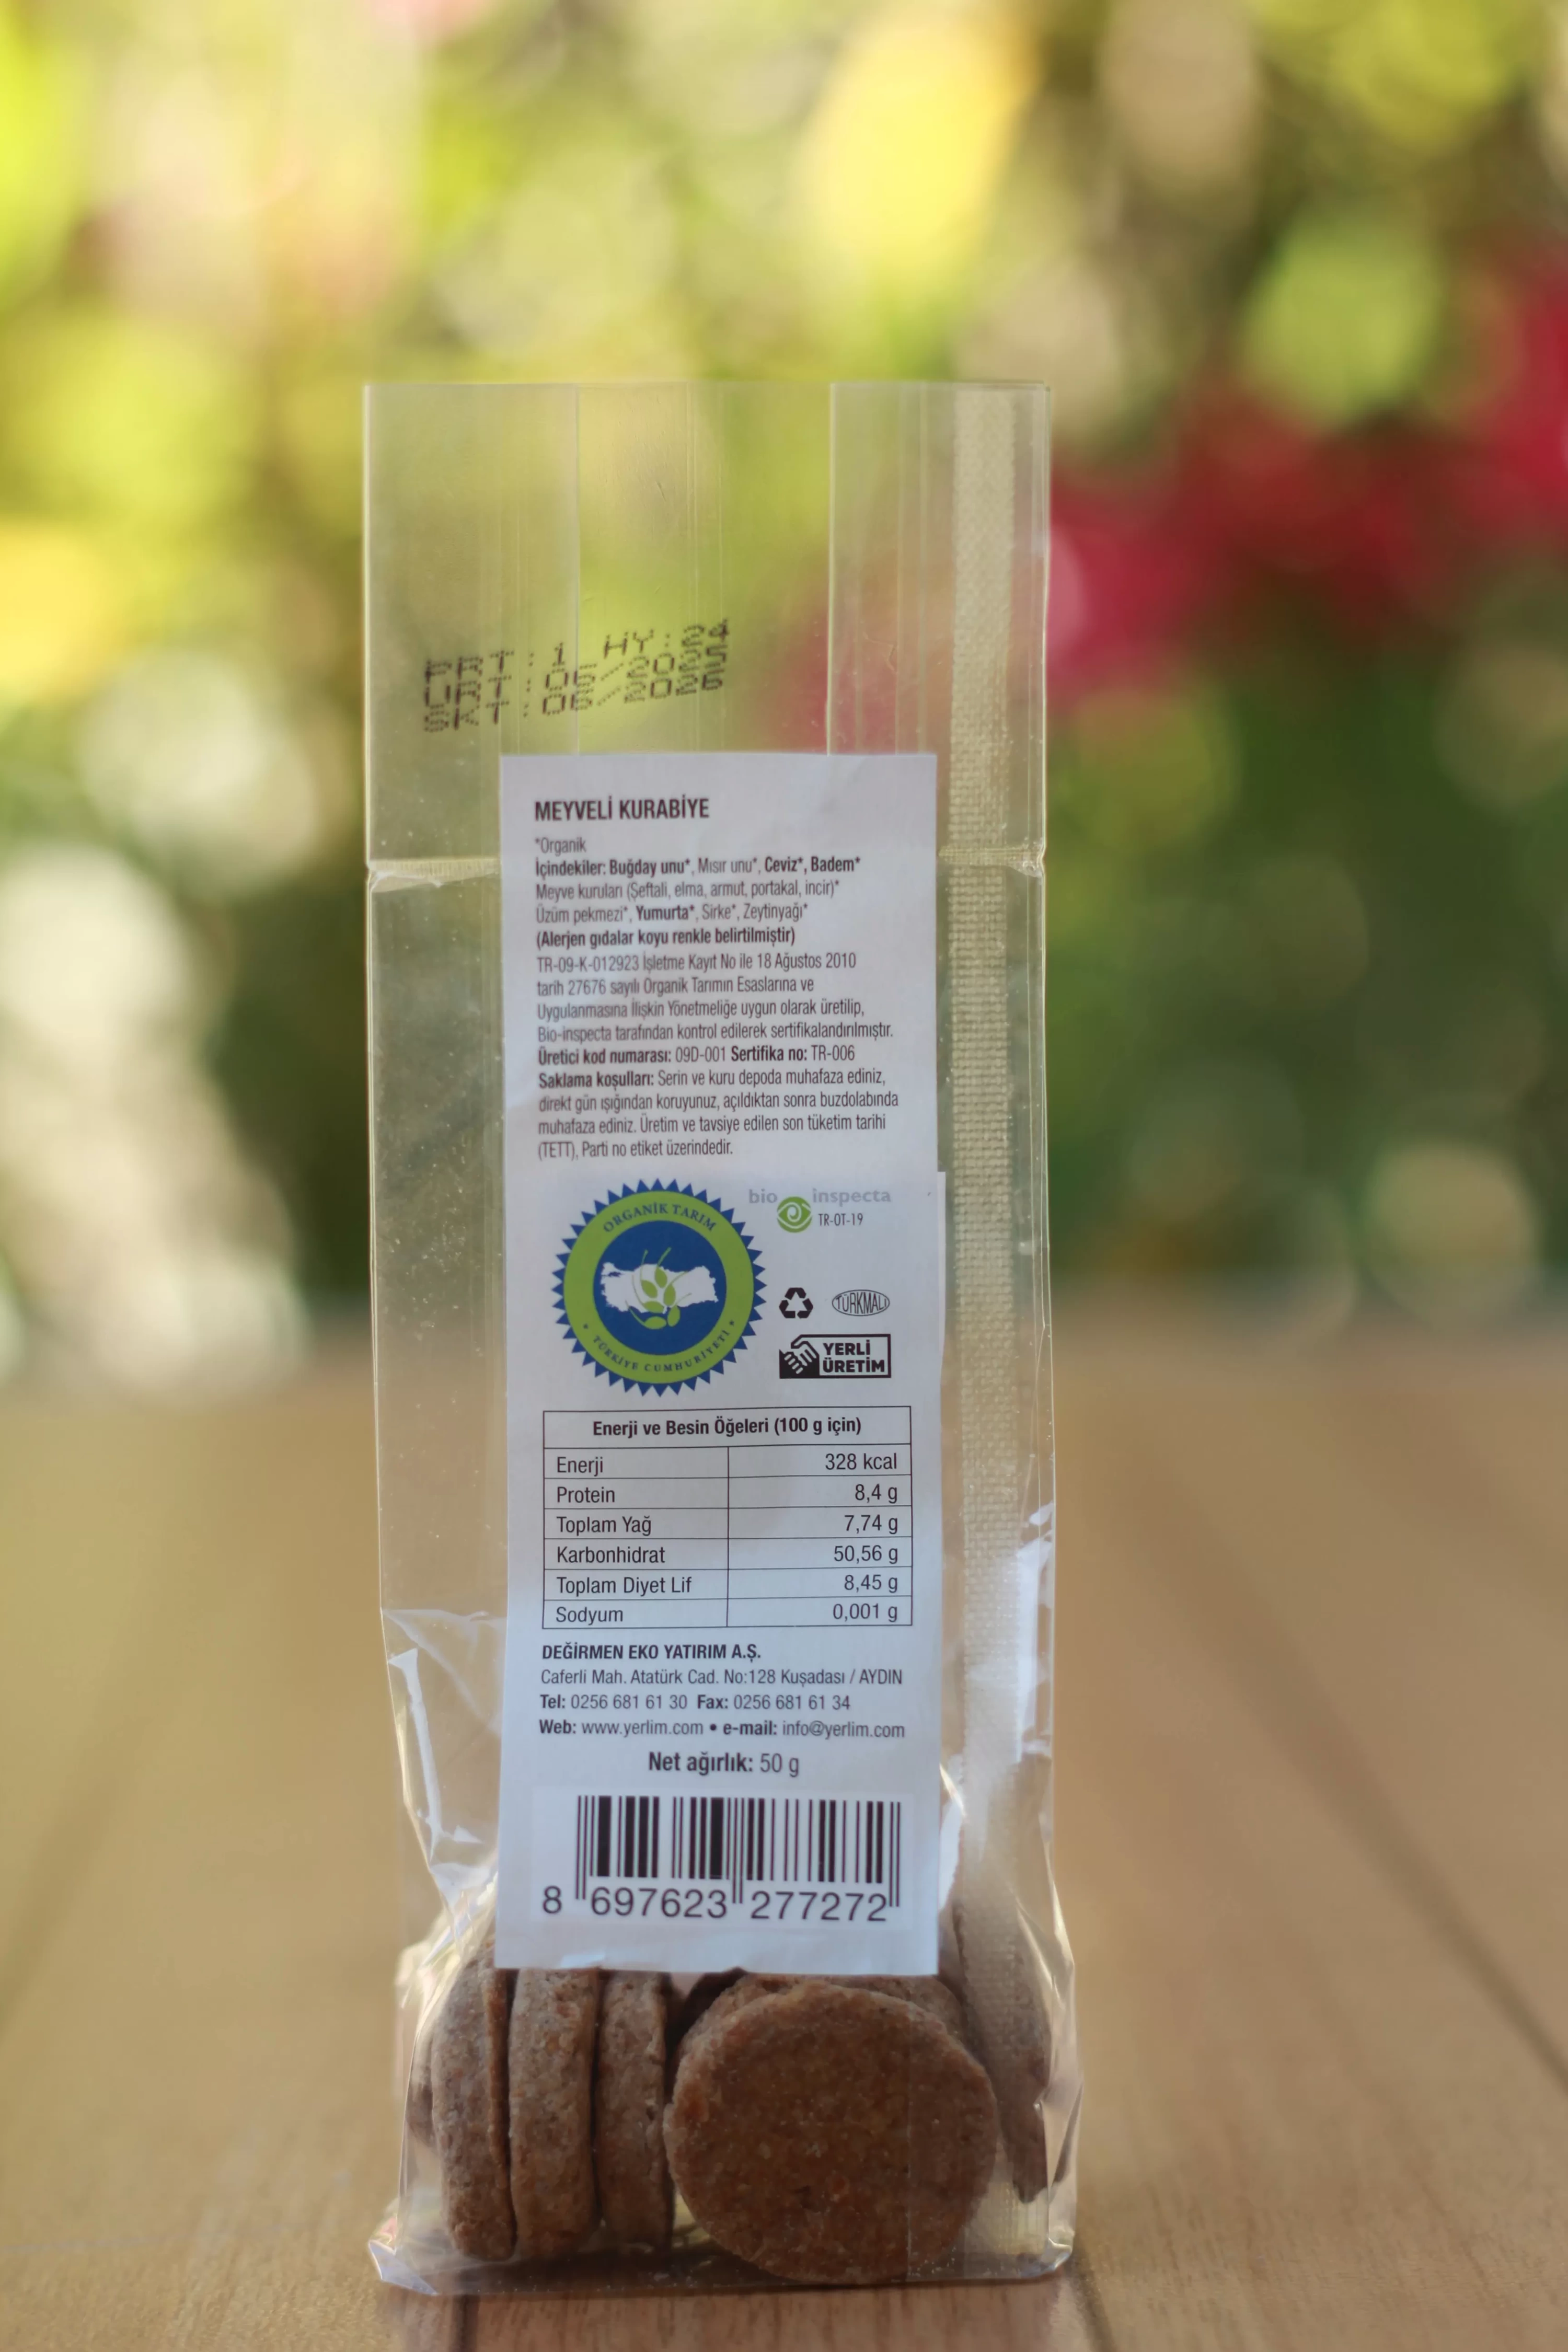 PRT: 1 HY: 24
ÜRT: 06/2025
SKT: 06/2026
MEYVELİ KURABİYE
*Organik
İçindekiler: Buğday unu*, Mısır unu*, Ceviz*, Badem*
Meyve kuruları (Şeftali, elma, armut, portakal, incir)*
Üzüm pekmezi*, Yumurta*, Sirke*, Zeytinyağı*
(Alerjen gıdalar koyu renkle belirtilmiştir)
TR-09-K-012923 İşletme Kayıt No ile 18 Ağustos 2010
tarih 27676 sayılı Organik Tarımın Esaslarına ve
Uygulanmasına İlişkin Yönetmeliğe uygun olarak üretilip,
Bio-inspecta tarafından kontrol edilerek sertifikalandırılmıştır.
Üretici kod numarası: 09D-001 Sertifika no: TR-006
Saklama koşulları: Serin ve kuru depoda muhafaza ediniz,
direkt gün ışığından koruyunuz, açıldıktan sonra buzdolabında
muhafaza ediniz. Üretim ve tavsiye edilen son tüketim tarihi
(TETT), Parti no etiket üzerindedir.
ORGANİK TARIM
TÜRKİYE CUMHURİYETİ
bio inspecta
TR-OT-19
TÜRKMALI
YERLİ
ÜRETİM
Enerji ve Besin Öğeleri (100 g için)
Enerji 328 kcal
Protein 8,4 g
Toplam Yağ 7,74 g
Karbonhidrat 50,56 g
Toplam Diyet Lif 8,45 g
Sodyum 0,001 g
DEĞİRMEN EKO YATIRIM A.Ş.
Caferli Mah. Atatürk Cad. No:128 Kuşadası / AYDIN
Tel: 0256 681 61 30 Fax: 0256 681 61 34
Web: www.yerlim.com • e-mail: info@yerlim.com
Net ağırlık: 50 g
8 697623 277272